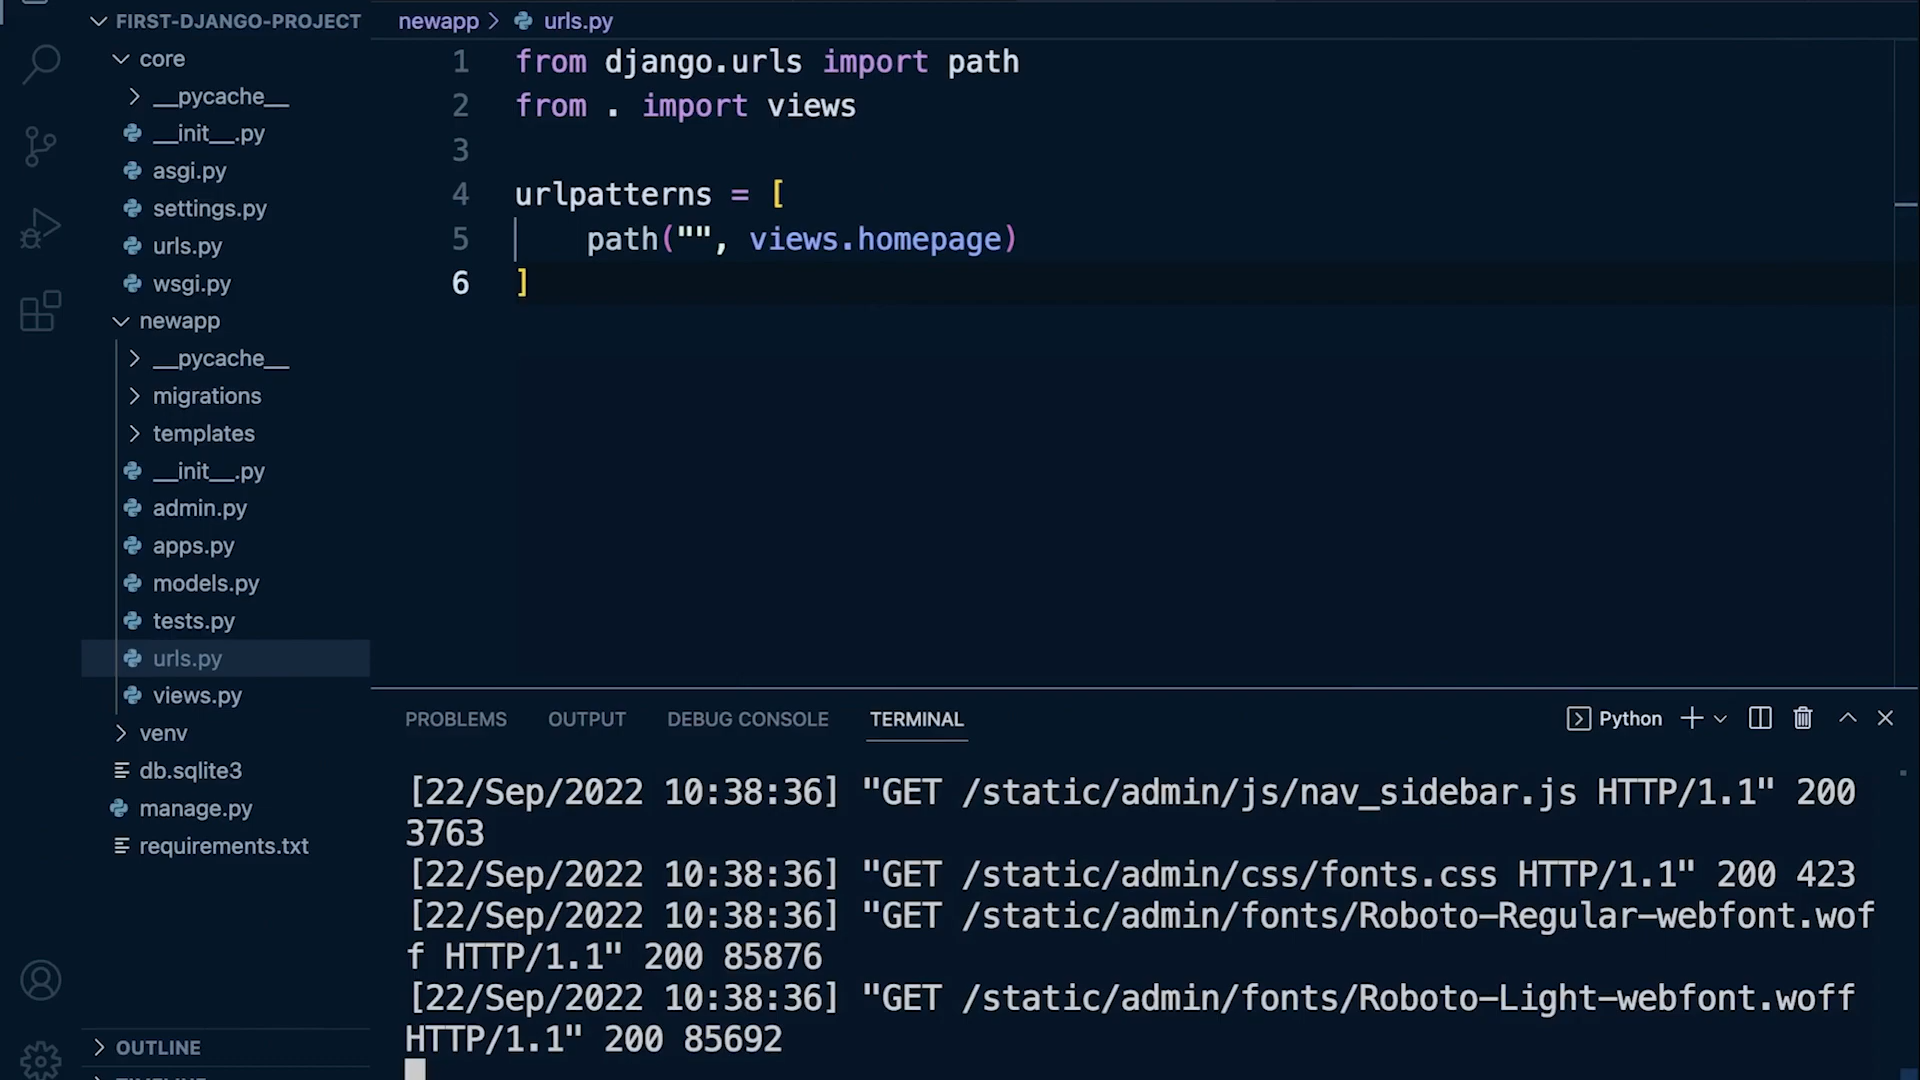 FIRST-DJANGO-PROJECT
core
__pycache__
__init__.py
asgi.py
settings.py
urls.py
wsgi.py
newapp
__pycache__
migrations
templates
__init__.py
admin.py
apps.py
models.py
tests.py
urls.py
views.py
venv
db.sqlite3
manage.py
requirements.txt
OUTLINE
TIMELINE
newapp > urls.py
1 from django.urls import path
2 from . import views
3
4 urlpatterns = [
5 path("", views.homepage)
6 ]
PROBLEMS OUTPUT DEBUG CONSOLE TERMINAL Python
[22/Sep/2022 10:38:36] "GET /static/admin/js/nav_sidebar.js HTTP/1.1" 200
3763
[22/Sep/2022 10:38:36] "GET /static/admin/css/fonts.css HTTP/1.1" 200 423
[22/Sep/2022 10:38:36] "GET /static/admin/fonts/Roboto-Regular-webfont.wof
f HTTP/1.1" 200 85876
[22/Sep/2022 10:38:36] "GET /static/admin/fonts/Roboto-Light-webfont.woff
HTTP/1.1" 200 85692